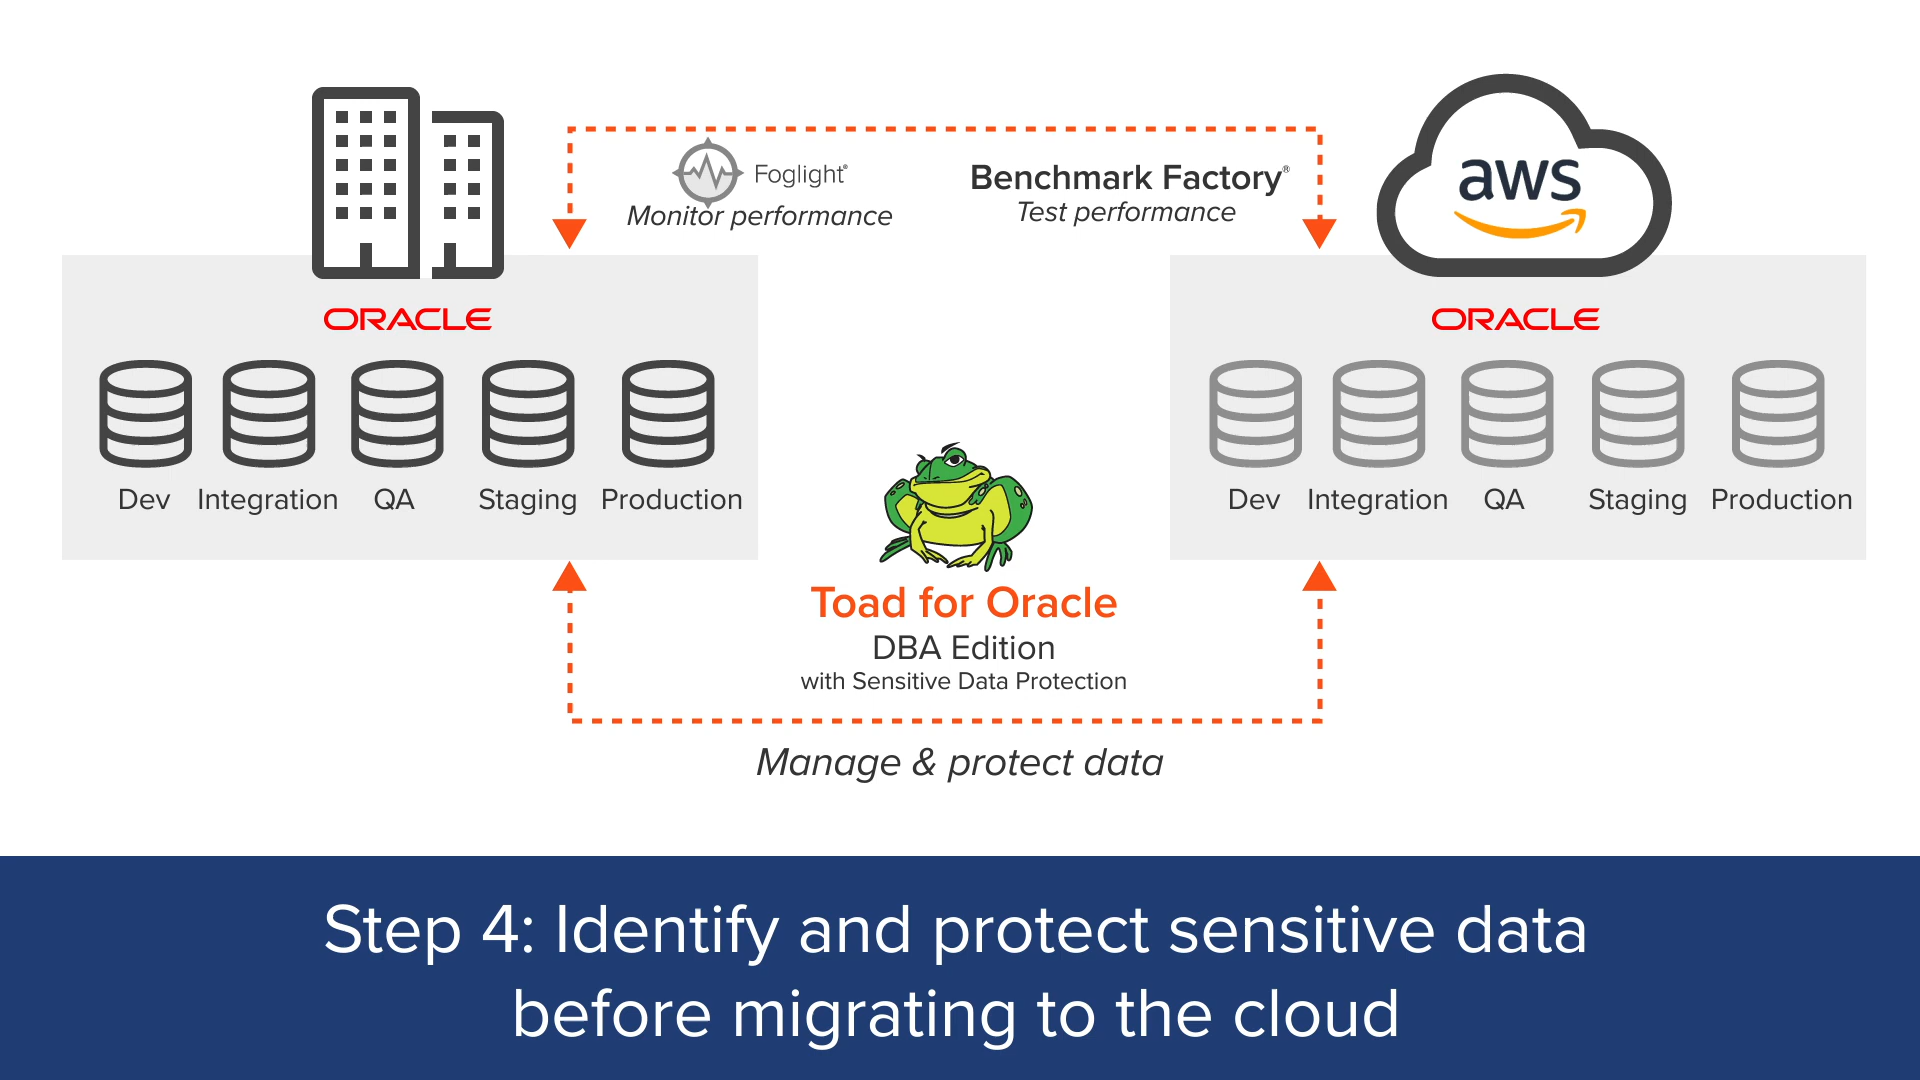 Foglight®
Monitor performance
Benchmark Factory®
Test performance
aws
ORACLE
Dev Integration QA Staging Production
ORACLE
Dev Integration QA Staging Production
Toad for Oracle
DBA Edition
with Sensitive Data Protection
Manage & protect data
Step 4: Identify and protect sensitive data
before migrating to the cloud